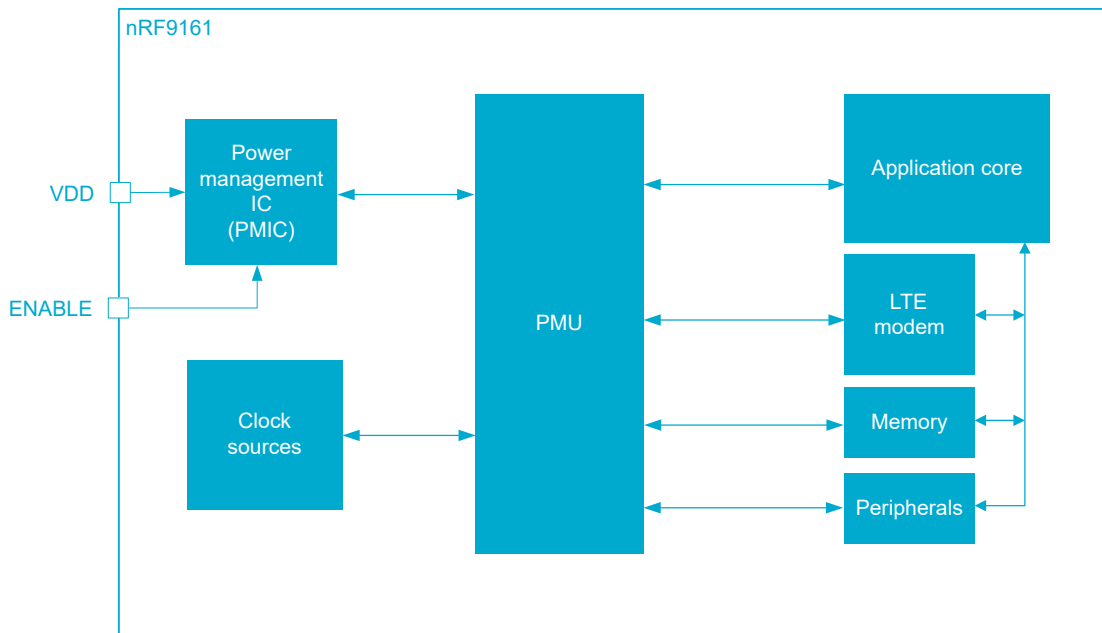 nRF9161
Power
management
IC
(PMIC)
VDD
ENABLE
Clock
sources
PMU
Application core
LTE
modem
Memory
Peripherals